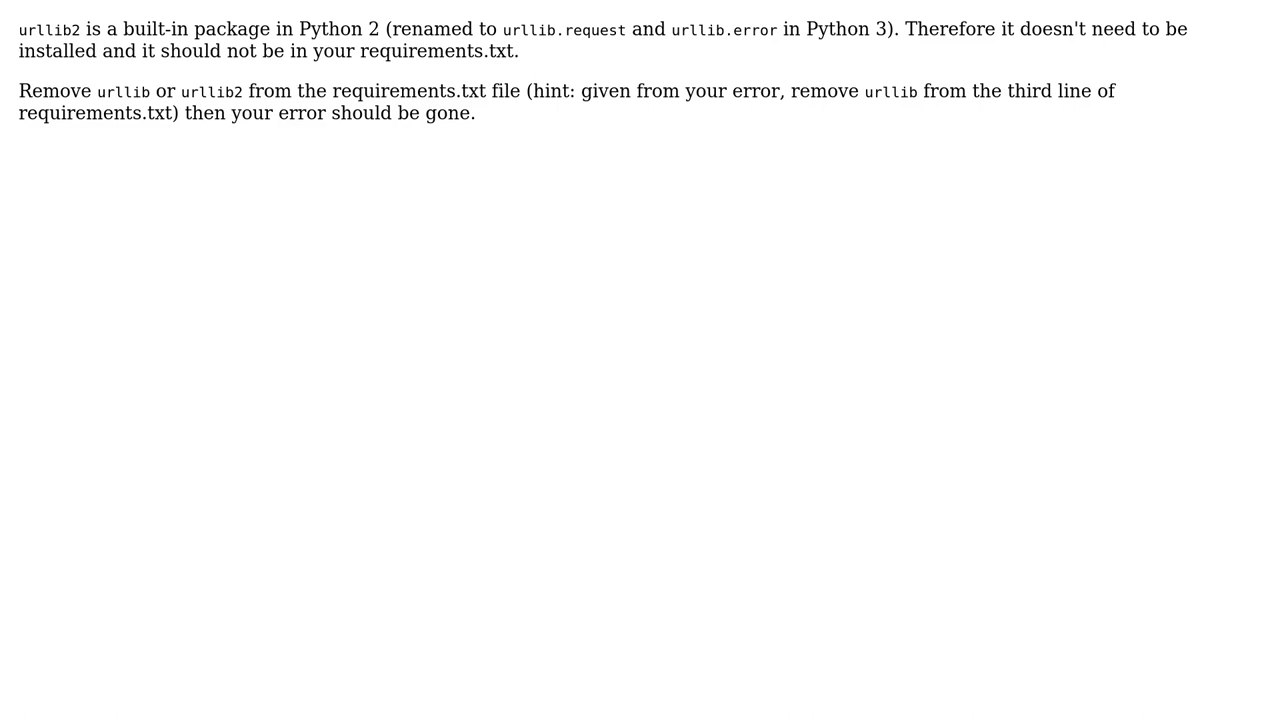 urllib2 is a built-in package in Python 2 (renamed to urllib.request and urllib.error in Python 3). Therefore it doesn't need to be
installed and it should not be in your requirements.txt.
Remove urllib or urllib2 from the requirements.txt file (hint: given from your error, remove urllib from the third line of
requirements.txt) then your error should be gone.